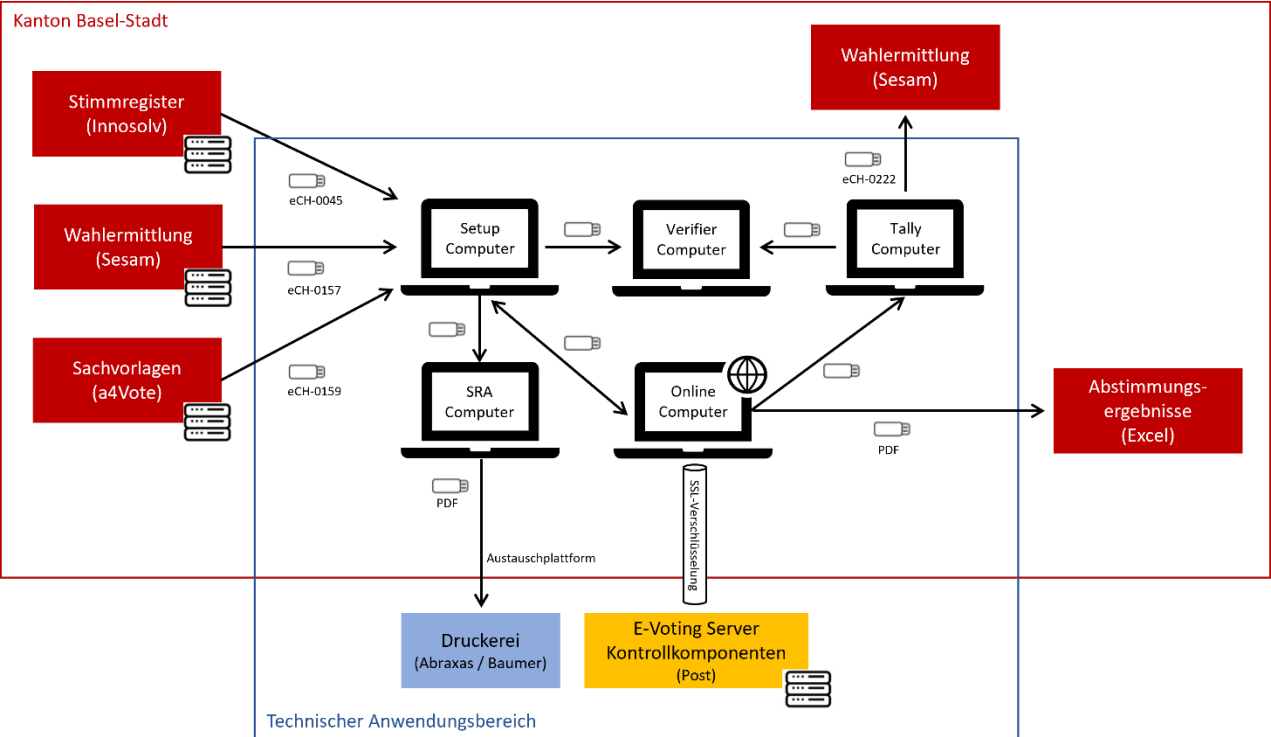 Kanton Basel-Stadt
Stimmregister
(Innosolv)
eCH-0045
Wahlermittlung
(Sesam)
eCH-0157
Sachvorlagen
(a4Vote)
eCH-0159
Setup
Computer
Verifier
Computer
Tally
Computer
Wahlermittlung
(Sesam)
eCH-0222
SRA
Computer
Online
Computer
Abstimmungs-
ergebnisse
(Excel)
PDF
PDF
SSL-Verschlüsselung
Austauschplattform
Druckerei
(Abraxas / Baumer)
E-Voting Server
Kontrollkomponenten
(Post)
Technischer Anwendungsbereich